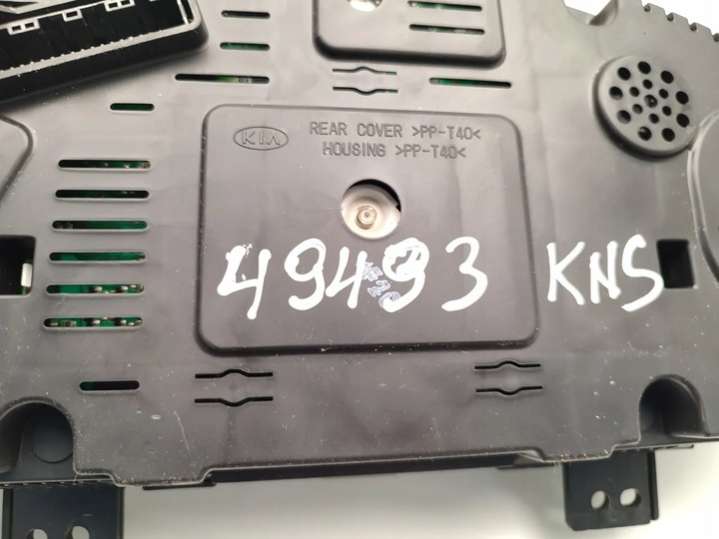 KIA
REAR COVER >PP-T40<
HOUSING >PP-T40<
49493 KNS